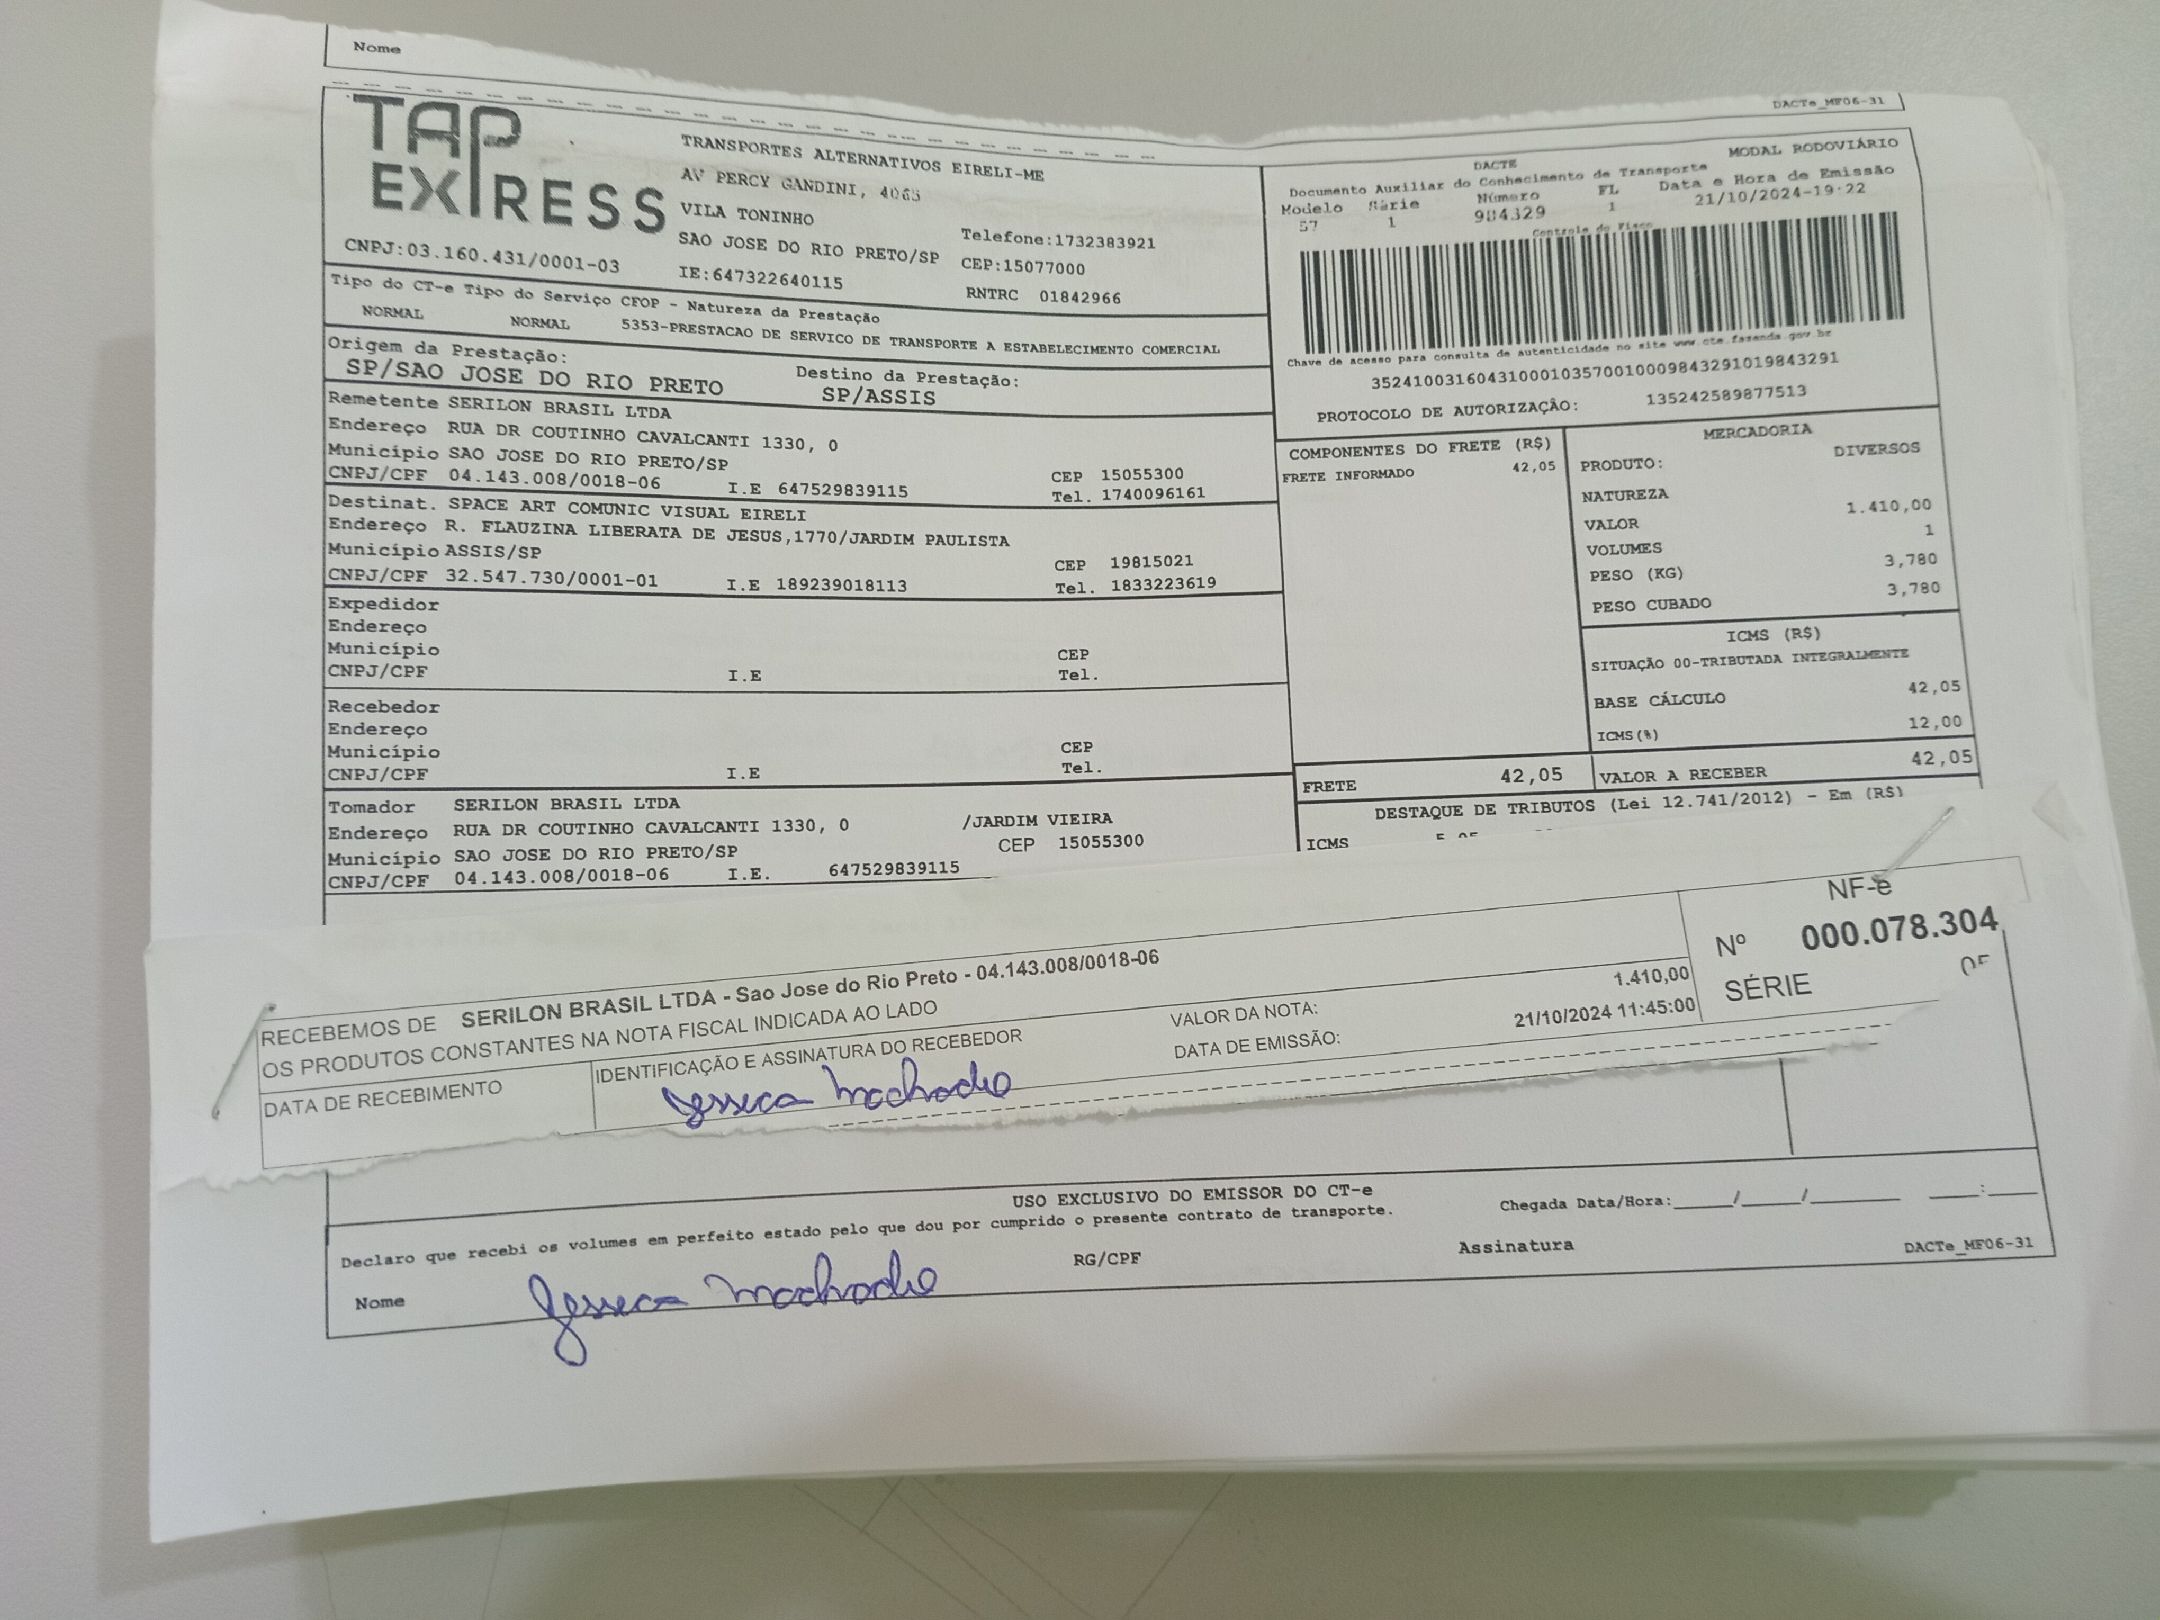 Nome
DACTe_MF06-31
TAP EXPRESS
TRANSPORTES ALTERNATIVOS EIRELI-ME
AV PERCY GANDINI, 4065
VILA TONINHO
SAO JOSE DO RIO PRETO/SP
Telefone:1732383921
CEP:15077000
CNPJ:03.160.431/0001-03
IE:647322640115
RNTRC 01842966
DACTE
MODAL RODOVIÁRIO
Documento Auxiliar do Conhecimento de Transporte
Modelo Série Número FL Data e Hora de Emissão
57 1 984329 1 21/10/2024-19:22
Controle do Fisco
Chave de acesso para consulta de autenticidade no site www.cte.fazenda.gov.br
35241003160431000103570010009843291019843291
PROTOCOLO DE AUTORIZAÇÃO: 135242589877513
Tipo do CT-e Tipo do Serviço CFOP - Natureza da Prestação
NORMAL NORMAL 5353-PRESTACAO DE SERVICO DE TRANSPORTE A ESTABELECIMENTO COMERCIAL
Origem da Prestação:
SP/SAO JOSE DO RIO PRETO
Destino da Prestação:
SP/ASSIS
Remetente SERILON BRASIL LTDA
Endereço RUA DR COUTINHO CAVALCANTI 1330, 0
Município SAO JOSE DO RIO PRETO/SP CEP 15055300
CNPJ/CPF 04.143.008/0018-06 I.E 647529839115 Tel. 1740096161
Destinat. SPACE ART COMUNIC VISUAL EIRELI
Endereço R. FLAUZINA LIBERATA DE JESUS,1770/JARDIM PAULISTA
Município ASSIS/SP CEP 19815021
CNPJ/CPF 32.547.730/0001-01 I.E 189239018113 Tel. 1833223619
Expedidor
Endereço
Município CEP
CNPJ/CPF I.E Tel.
Recebedor
Endereço
Município CEP
CNPJ/CPF I.E Tel.
Tomador SERILON BRASIL LTDA
Endereço RUA DR COUTINHO CAVALCANTI 1330, 0 /JARDIM VIEIRA
Município SAO JOSE DO RIO PRETO/SP CEP 15055300
CNPJ/CPF 04.143.008/0018-06 I.E. 647529839115
COMPONENTES DO FRETE (R$)
FRETE INFORMADO 42,05
MERCADORIA
PRODUTO: DIVERSOS
NATUREZA
VALOR 1.410,00
VOLUMES 1
PESO (KG) 3,780
PESO CUBADO 3,780
ICMS (R$)
SITUAÇÃO 00-TRIBUTADA INTEGRALMENTE
BASE CÁLCULO 42,05
ICMS(%) 12,00
FRETE 42,05 VALOR A RECEBER 42,05
DESTAQUE DE TRIBUTOS (Lei 12.741/2012) - Em (R$)
ICMS
RECEBEMOS DE SERILON BRASIL LTDA - Sao Jose do Rio Preto - 04.143.008/0018-06
OS PRODUTOS CONSTANTES NA NOTA FISCAL INDICADA AO LADO
VALOR DA NOTA: 1.410,00
DATA DE EMISSÃO: 21/10/2024 11:45:00
DATA DE RECEBIMENTO
IDENTIFICAÇÃO E ASSINATURA DO RECEBEDOR
Jesseca Machado
NF-e
Nº 000.078.304
SÉRIE
USO EXCLUSIVO DO EMISSOR DO CT-e
Declaro que recebi os volumes em perfeito estado pelo que dou por cumprido o presente contrato de transporte.
Chegada Data/Hora:____/____/______ ___:___
Nome Jesseca Machado RG/CPF Assinatura
DACTe_MF06-31